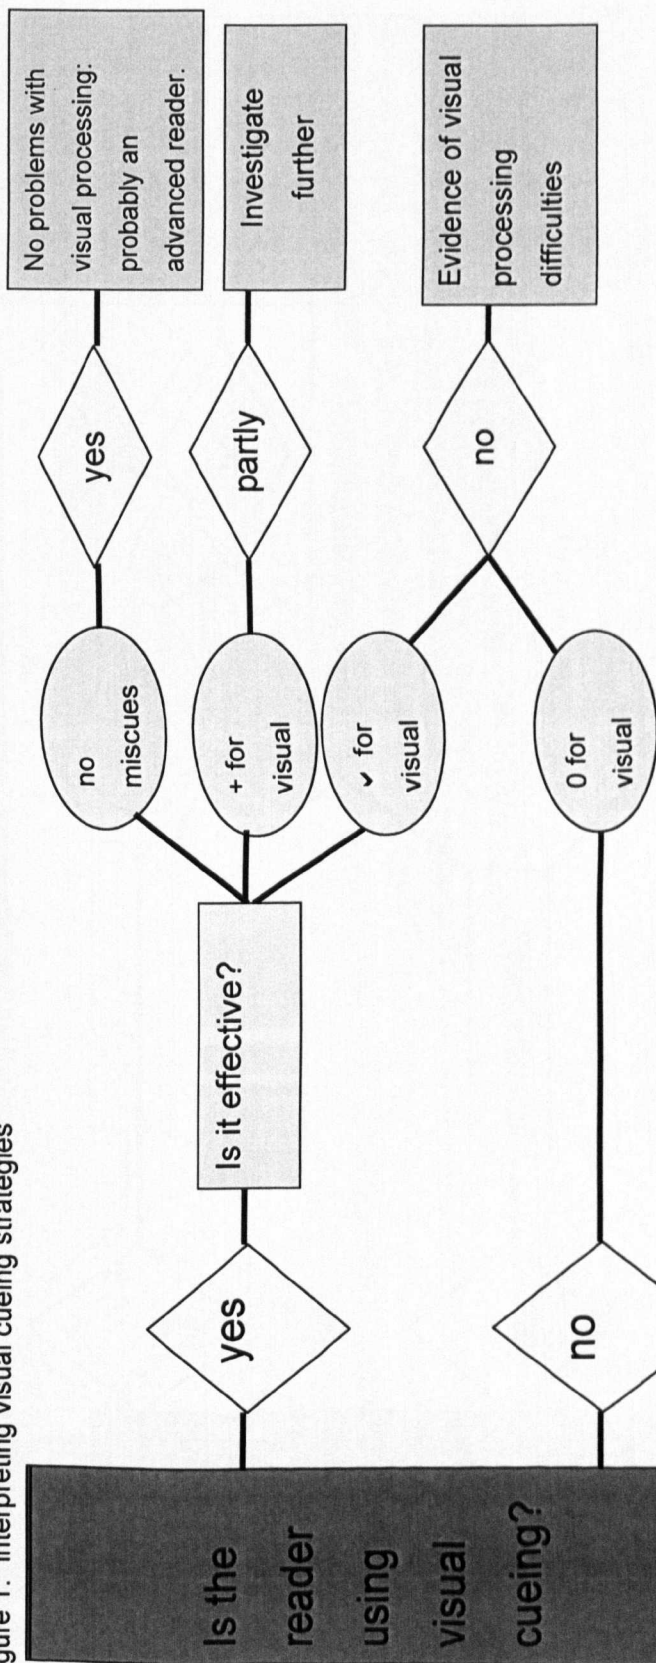 gure 1: Interpreting visual cueing strategies
Is the
reader
using
visual
cueing?
yes
no
Is it effective?
no
miscues
+ for
visual
✓ for
visual
0 for
visual
yes
partly
no
No problems with
visual processing:
probably an
advanced reader.
Investigate
further
Evidence of visual
processing
difficulties